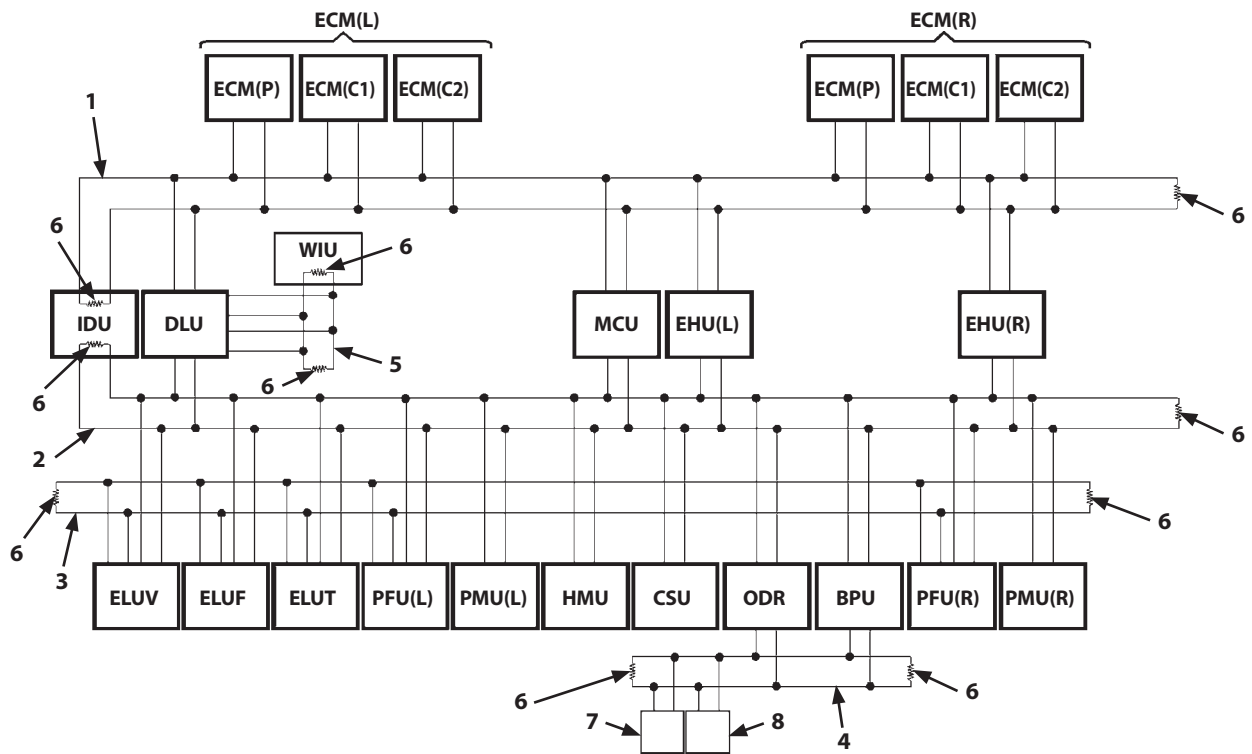 ECM(L) ECM(R)
ECM(P) ECM(C1) ECM(C2) ECM(P) ECM(C1) ECM(C2)
1
6
6 WIU 6
IDU DLU MCU EHU(L) EHU(R)
5
6 6
6
2
6 6
3
ELUV ELUF ELUT PFU(L) PMU(L) HMU CSU ODR BPU PFU(R) PMU(R)
6 6
7 8 4